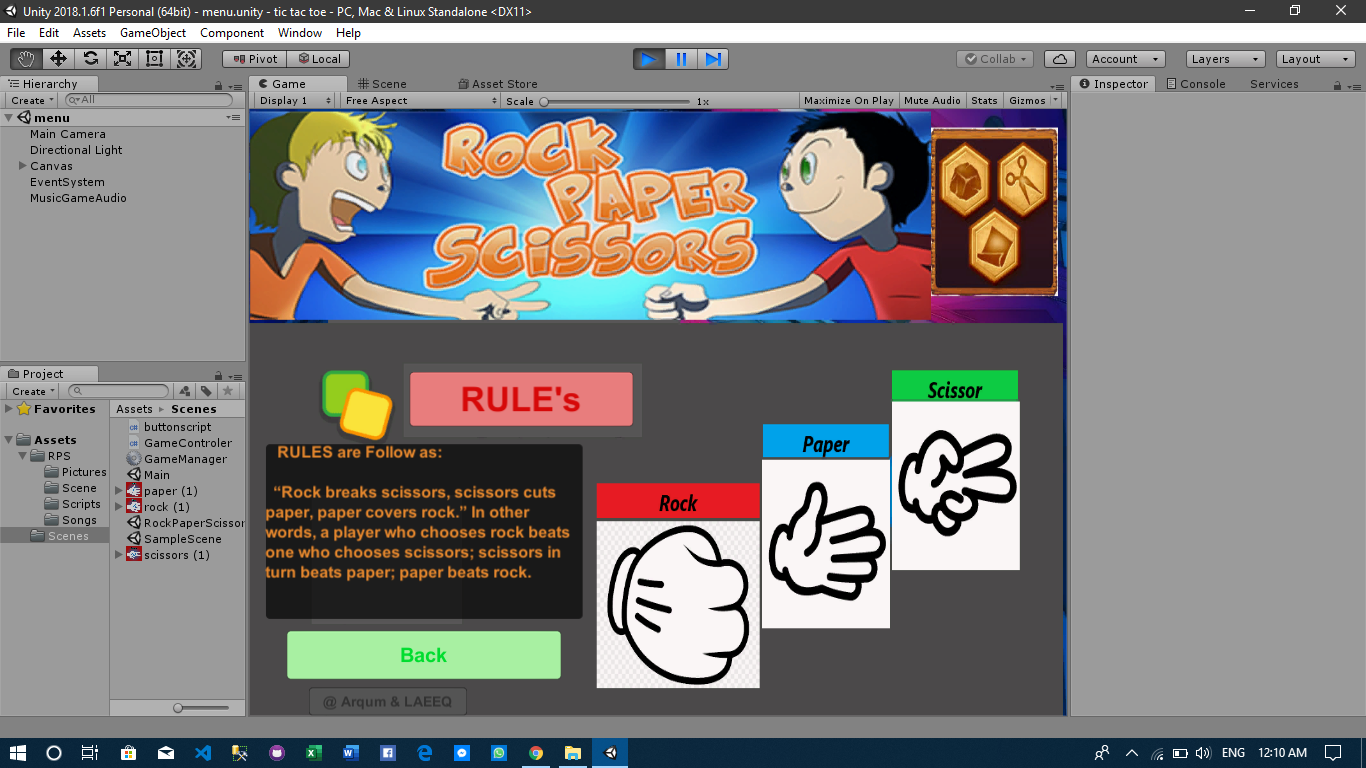 Unity 2018.1.6f1 Personal (64bit) - menu.unity - tic tac toe - PC, Mac & Linux Standalone <DX11>
File Edit Assets GameObject Component Window Help
Pivot Local Collab Account Layers Layout
Hierarchy
Create All
menu
Main Camera
Directional Light
Canvas
EventSystem
MusicGameAudio
Project
Create
Favorites
Assets
RPS
Pictures
Scene
Scripts
Songs
Scenes
Assets Scenes
buttonscript
GameControler
GameManager
Main
paper (1)
rock (1)
RockPaperScissor
SampleScene
scissors (1)
Game Scene Asset Store
Display 1 Free Aspect Scale 1x Maximize On Play Mute Audio Stats Gizmos
ROCK
PAPER
SCISSORS
RULE's
RULES are Follow as:
“Rock breaks scissors, scissors cuts
paper, paper covers rock.” In other
words, a player who chooses rock beats
one who chooses scissors; scissors in
turn beats paper; paper beats rock.
Back
@ Arqum & LAEEQ
Rock
Paper
Scissor
Inspector Console Services
ENG 12:10 AM